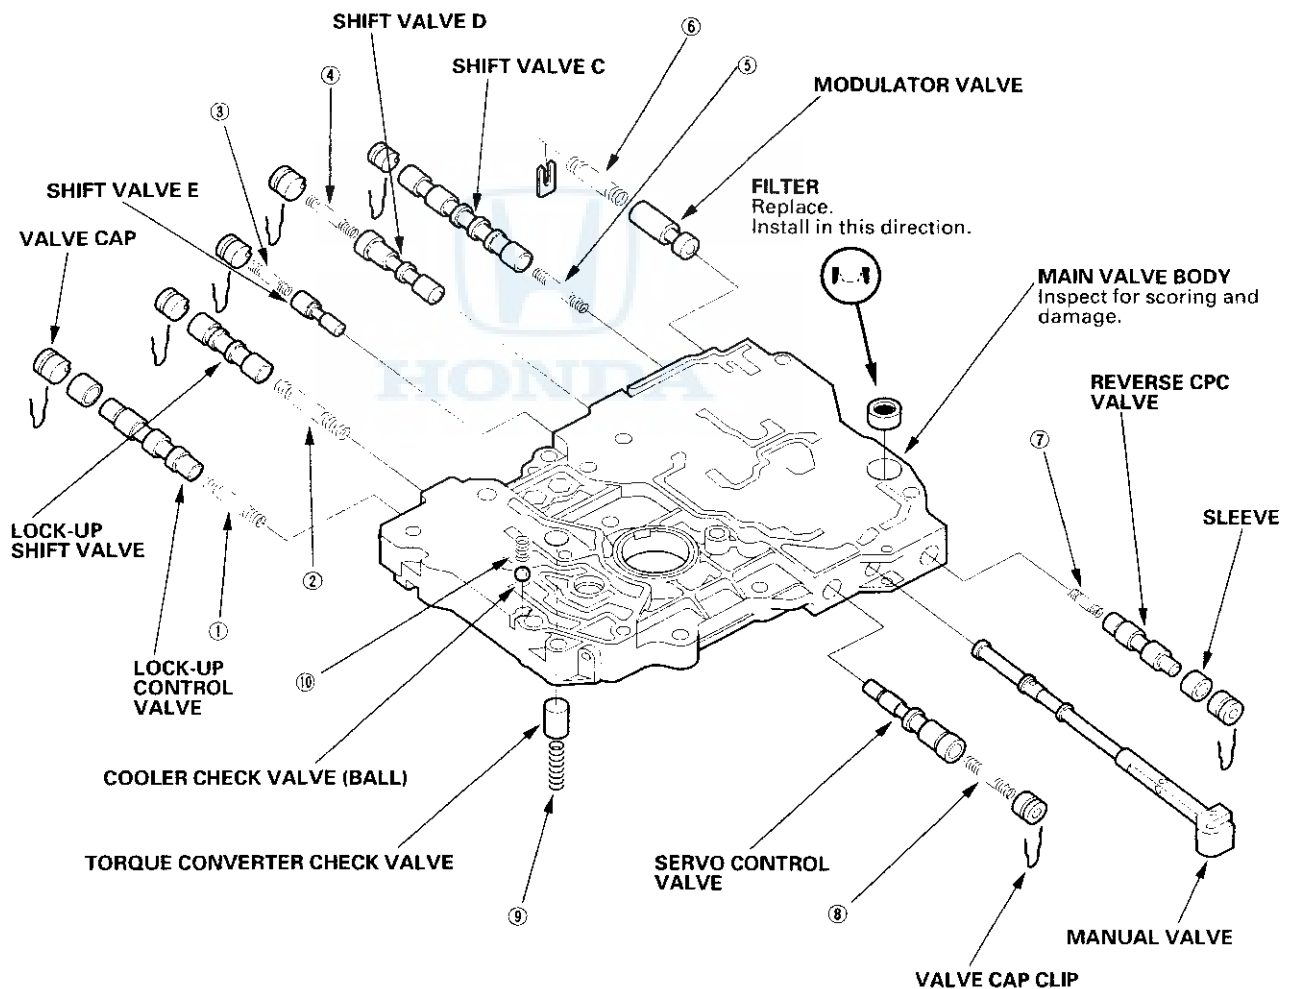 SHIFT VALVE D
6
SHIFT VALVE C
5
4
MODULATOR VALVE
3
SHIFT VALVE E
FILTER
Replace.
Install in this direction.
VALVE CAP
MAIN VALVE BODY
Inspect for scoring and
damage.
HONDA
REVERSE CPC
VALVE
7
SLEEVE
LOCK-UP
SHIFT VALVE
2
1
LOCK-UP
CONTROL
VALVE
10
COOLER CHECK VALVE (BALL)
TORQUE CONVERTER CHECK VALVE
SERVO CONTROL
VALVE
9
8
MANUAL VALVE
VALVE CAP CLIP